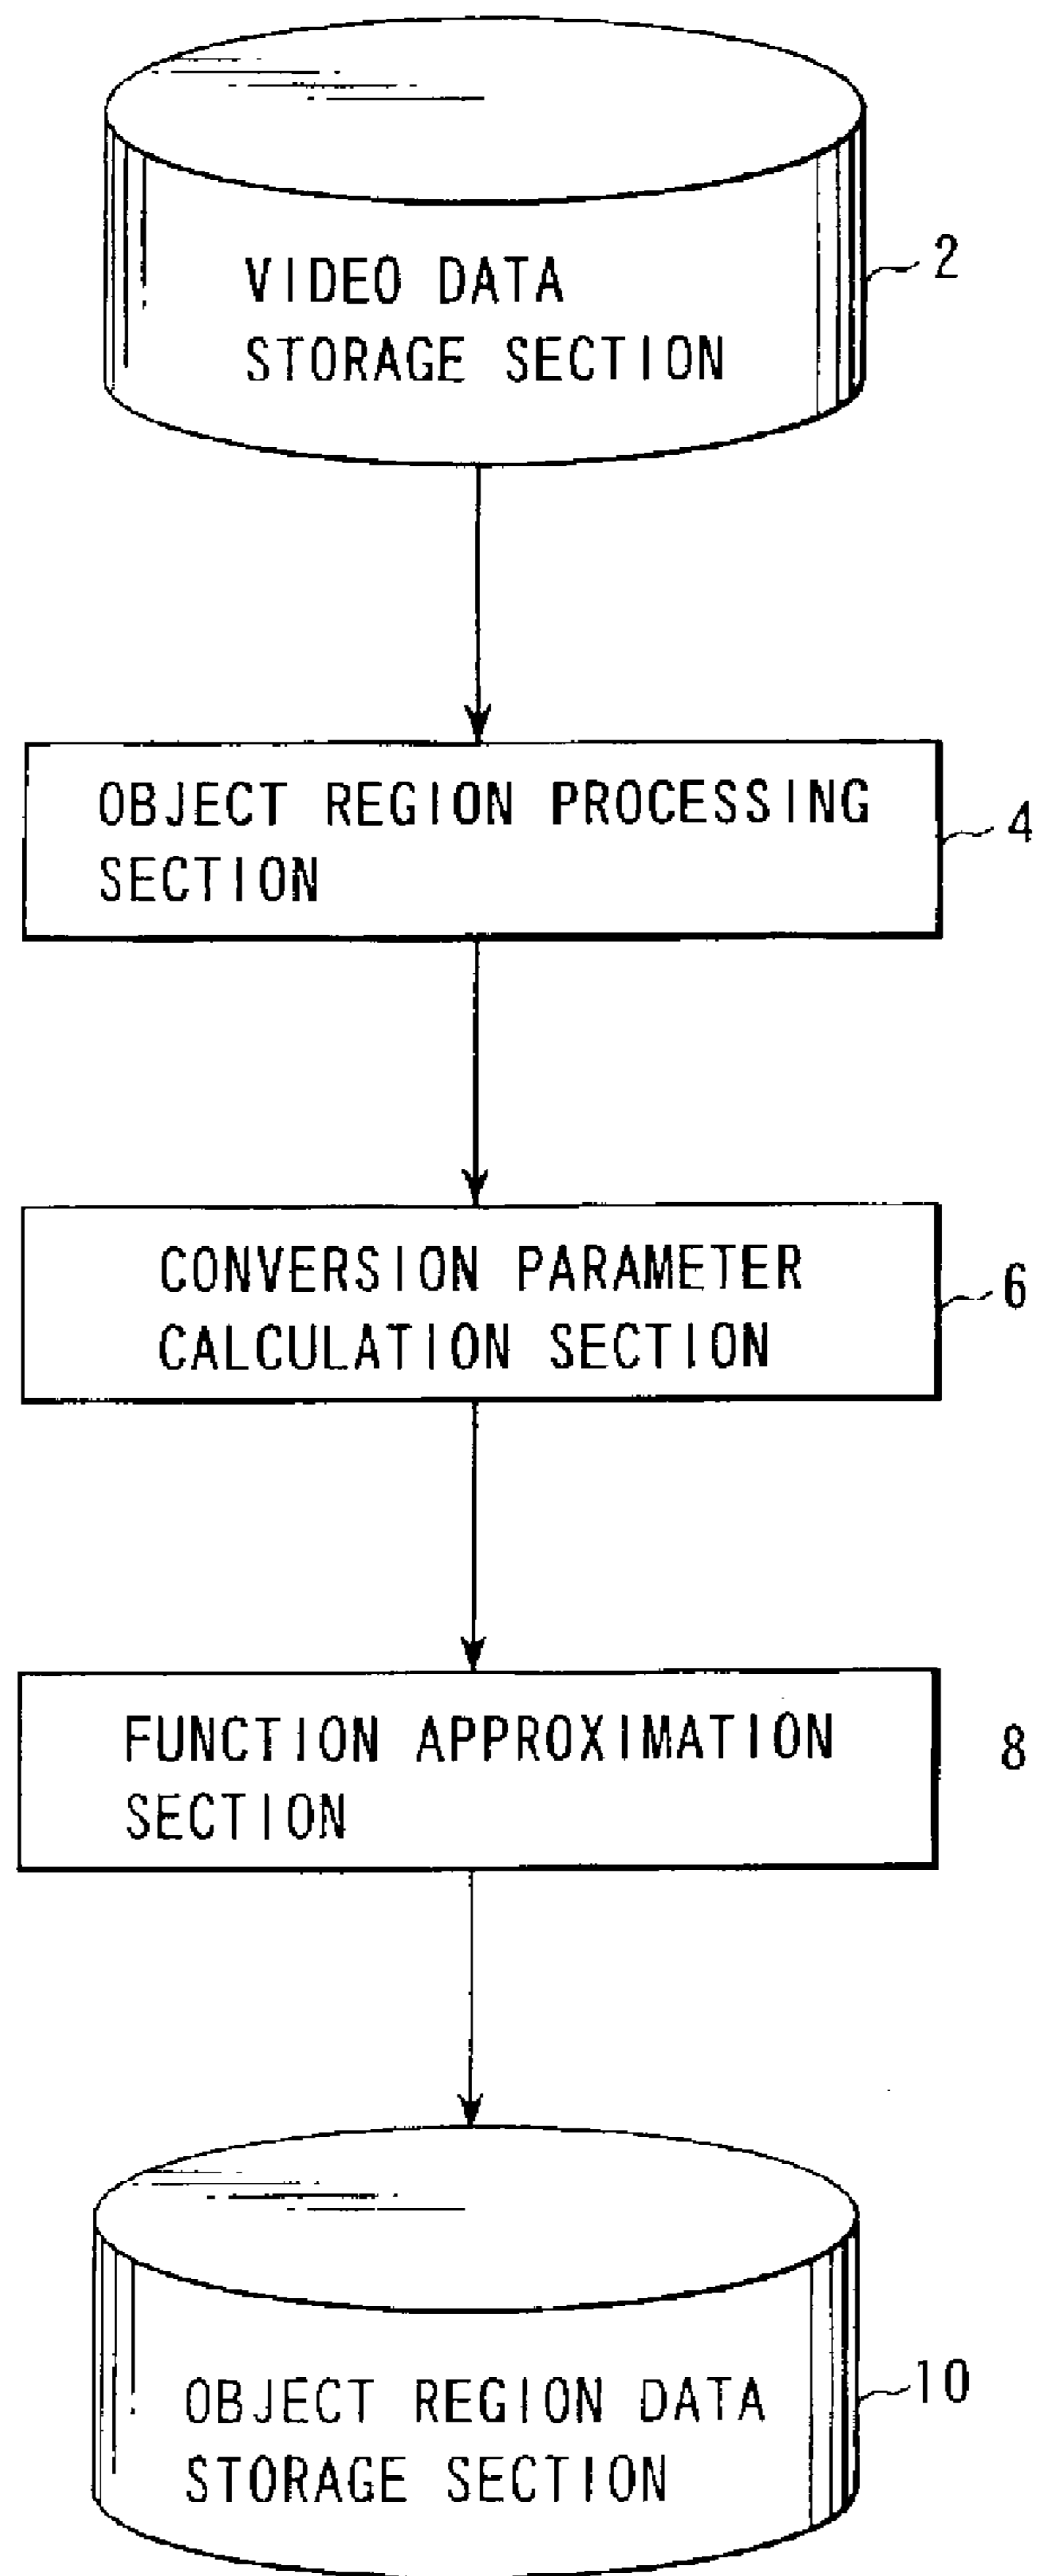 VIDEO DATA
STORAGE SECTION
2
OBJECT REGION PROCESSING
SECTION
4
CONVERSION PARAMETER
CALCULATION SECTION
6
FUNCTION APPROXIMATION
SECTION
8
OBJECT REGION DATA
STORAGE SECTION
10